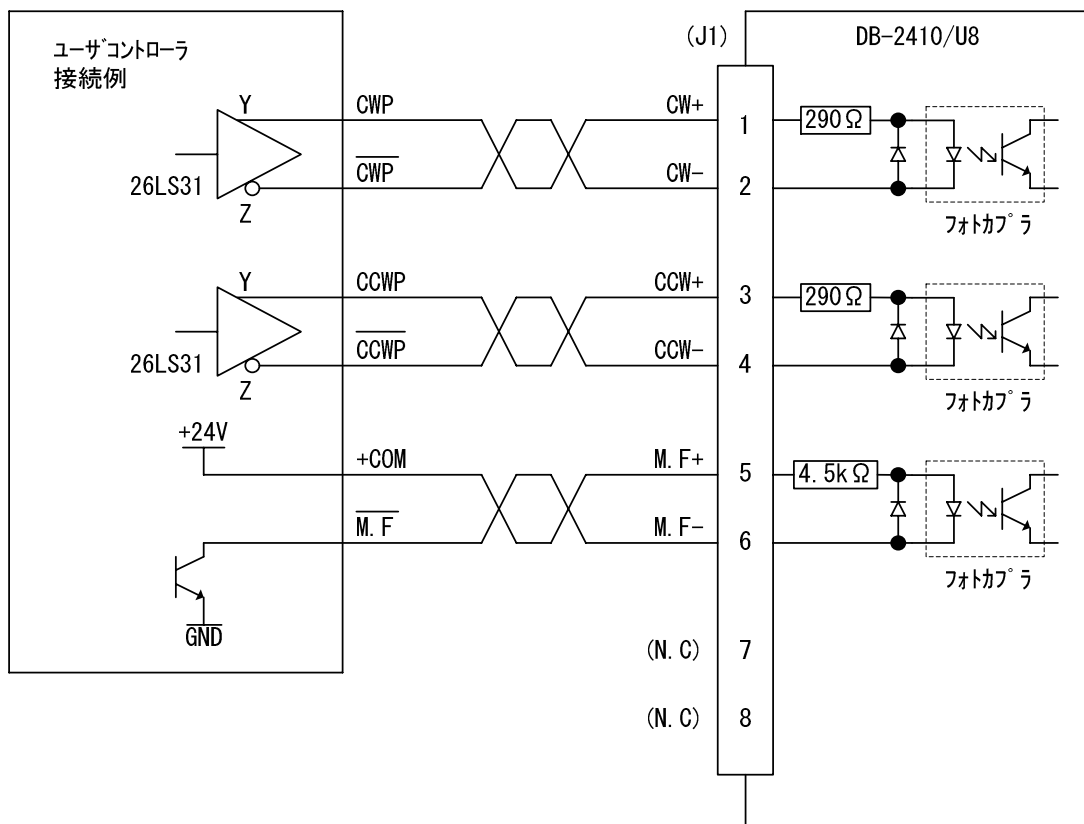 ユーザコントローラ
接続例
(J1)
DB-2410/U8
Y
CWP
CW+
1
290Ω
26LS31
C̅W̅P̅
CW-
2
Z
フォトカプラ
Y
CCWP
CCW+
3
290Ω
26LS31
C̅C̅W̅P̅
CCW-
4
Z
フォトカプラ
+24V
+COM
M.F+
5
4.5kΩ
M̅.̅F̅
M.F-
6
フォトカプラ
GND
(N.C)
7
(N.C)
8